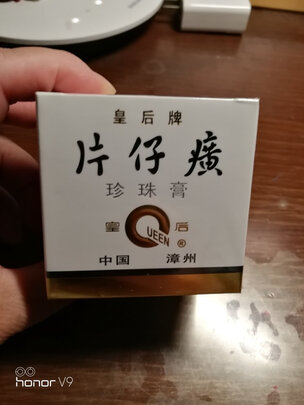 皇后牌
片仔癀
珍珠膏
皇 QUEEN ® 后
中国 漳州
honor V9